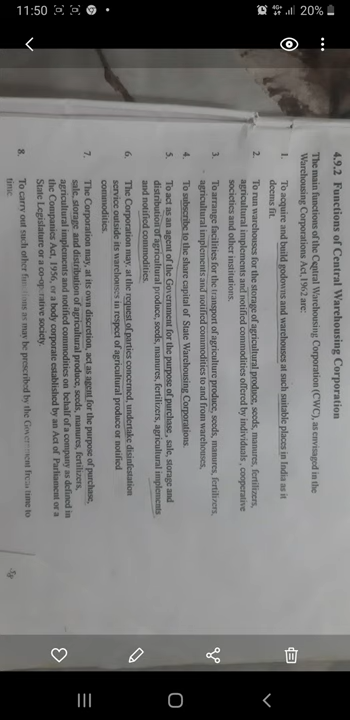 11:50
4G+
20%
4.9.2 Functions of Central Warehousing Corporation
The main functions of the Central Warehousing Corporation (CWC), as envisaged in the
Warehousing Corporations Act, 1962 are:
1. To acquire and build godowns and warehouses at such suitable places in India as it
deems fit.
2. To run warehouses for the storage of agricultural produce, seeds, manures, fertilizers,
agricultural implements and notified commodities offered by individuals, cooperative
societies and other institutions.
3. To arrange facilities for the transport of agriculture produce, seeds, manures, fertilizers,
agricultural implements and notified commodities to and from warehouses,
4. To subscribe to the share capital of State Warehousing Corporations.
5. To act as an agent of the Government for the purpose of purchase, sale, storage and
distribution of agricultural produce, seeds, manures, fertilizers, agricultural implements
and notified commodities.
6. The Corporation may, at the request of parties concerned, undertake disinfestation
service outside its warehouses in respect of agricultural produce or notified
commodities.
7. The Corporation may, at its own discretion, act as agent for the purpose of purchase,
sale, storage and distribution of agricultural produce, seeds, manures, fertilizers,
agricultural implements and notified commodities on behalf of a company as defined in
the Companies Act, 1956, or a body corporate established by an Act of Parliament or a
State Legislature or a co-operative society.
8. To carry out such other functions as may be prescribed by the Government from time to
time.